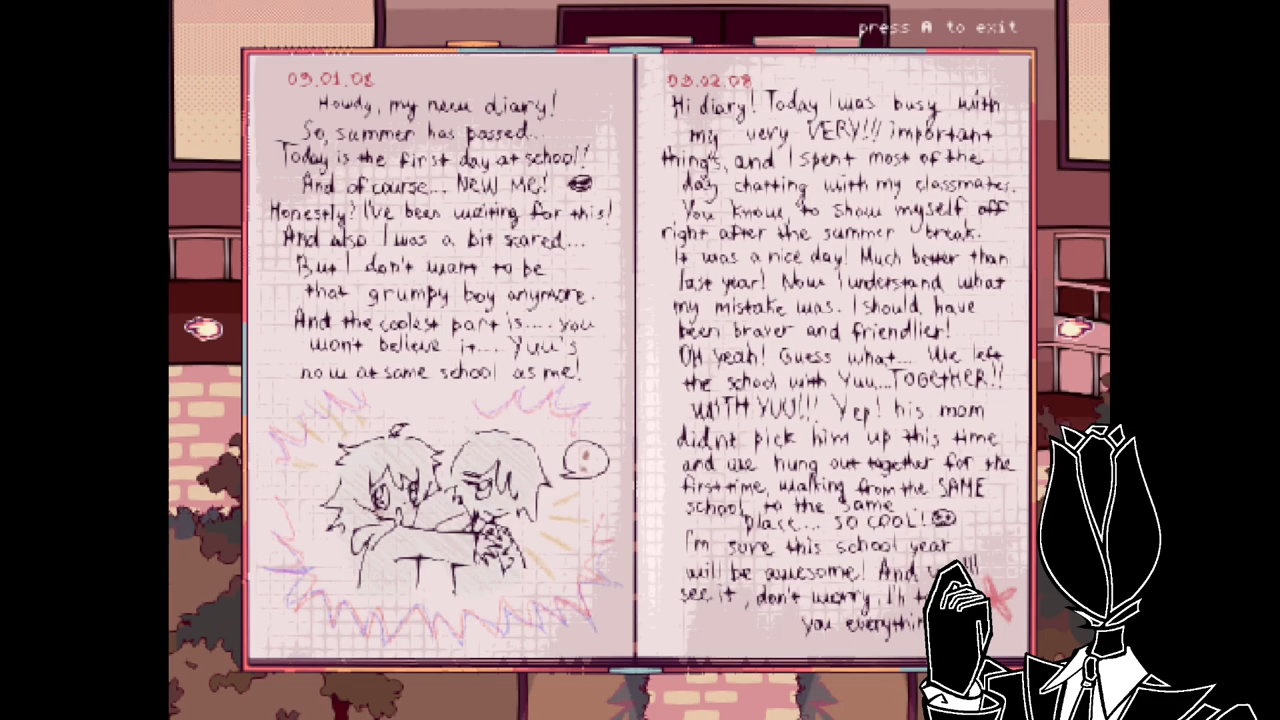 press A to exit
09.01.08
Howdy, my new diary!
So, summer has passed..
Today is the first day at school!
And of course... NEW ME!
Honestly? I've been waiting for this!
And also I was a bit scared...
But I don't want to be
that grumpy boy anymore.
And the coolest part is.... you
wont believe it.... Yuu's
now at same school as me!
09.02.08
Hi diary! Today I was busy with
my very VERY!!! important
things, and I spent most of the
day chatting with my classmates.
You know, to show myself off
right after the summer break.
It was a nice day! Much better than
last year! Now I understand what
my mistake was. I should have
been braver and friendlier!
OH yeah! Guess what... We left
the school with Yuu...TOGETHER!!
WITH YUU!!! Yep! his mom
didnt pick him up this time
and we hung out together for the
first time, walking from the SAME
school to the same
place... SO COOL!
I'm sure this school year
will be awesome! And
see it, don't worry, I'll
you everythin